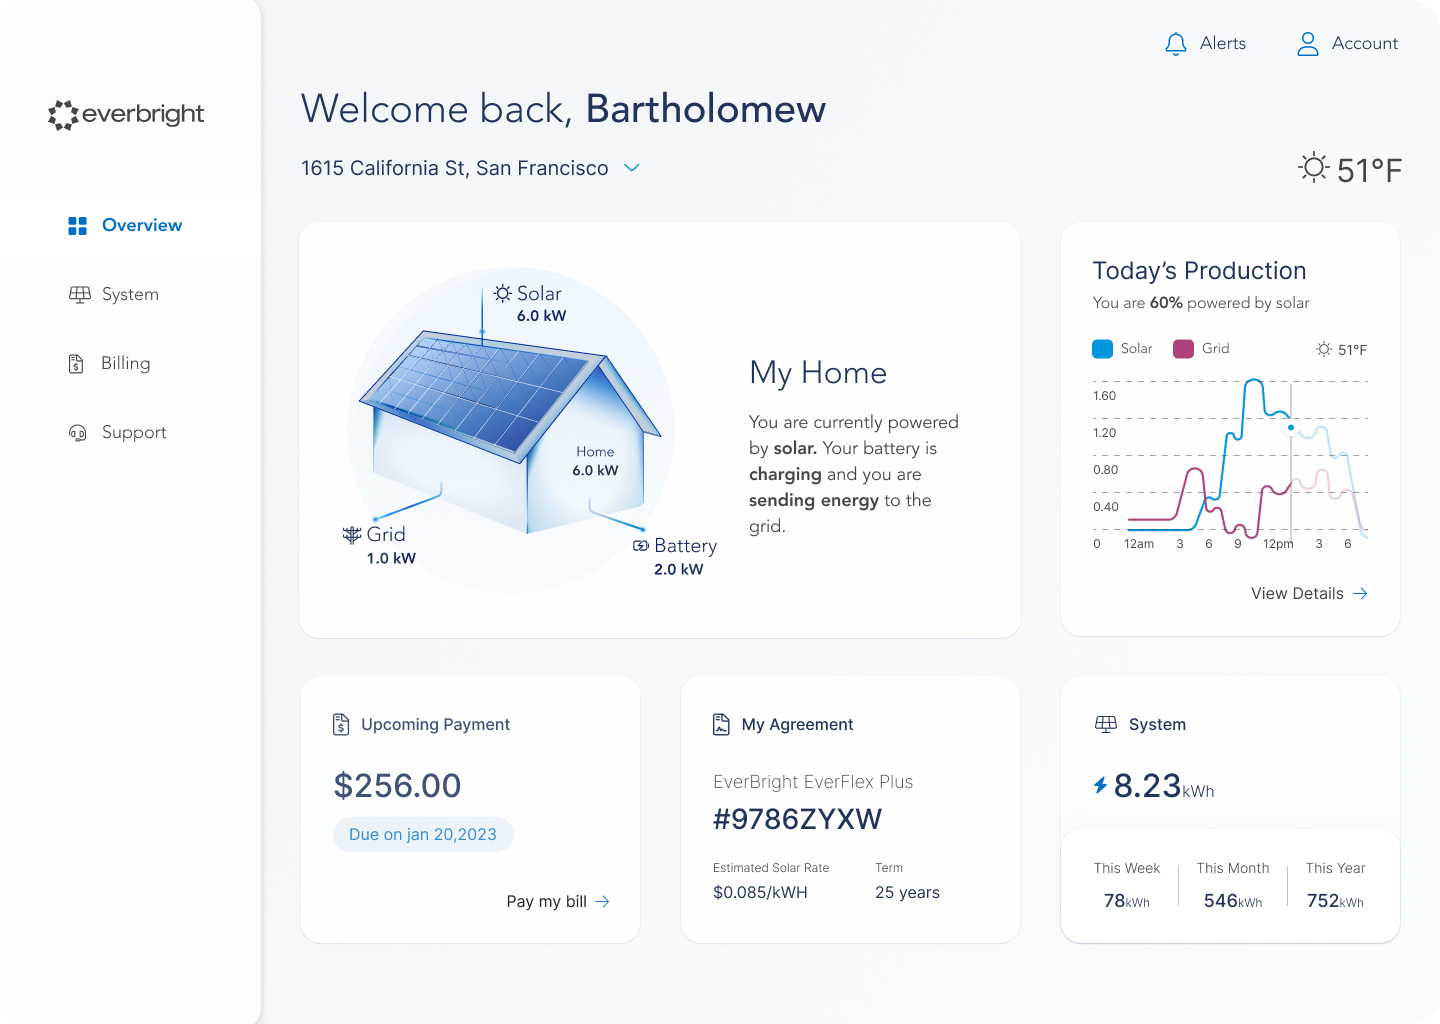 everbright
Overview
System
Billing
Support
Alerts
Account
Welcome back, Bartholomew
1615 California St, San Francisco
51°F
Solar
6.0 kW
Home
6.0 kW
Grid
1.0 kW
Battery
2.0 kW
My Home
You are currently powered
by solar. Your battery is
charging and you are
sending energy to the
grid.
Today’s Production
You are 60% powered by solar
Solar
Grid
51°F
1.60
1.20
0.80
0.40
0 12am 3 6 9 12pm 3 6
View Details
Upcoming Payment
$256.00
Due on jan 20,2023
Pay my bill
My Agreement
EverBright EverFlex Plus
#9786ZYXW
Estimated Solar Rate
$0.085/kWH
Term
25 years
System
8.23kWh
This Week
78kWh
This Month
546kWh
This Year
752kWh